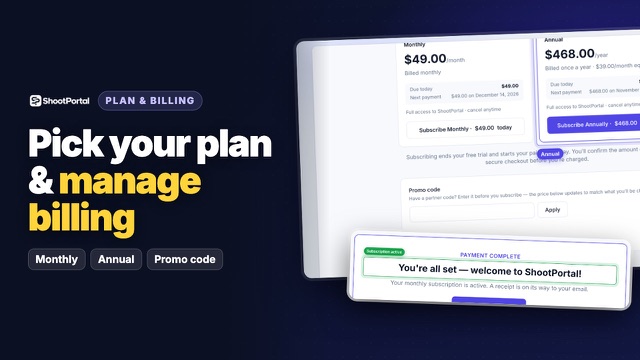 ShootPortal
PLAN & BILLING
Pick your plan
& manage
billing
Monthly
Annual
Promo code
Monthly
$49.00/month
Billed monthly
Due today $49.00
Next payment $49.00 on December 14, 2026
Full access to ShootPortal · cancel anytime
Subscribe Monthly · $49.00 today
Annual
$468.00/year
Billed once a year · $39.00/month
Due today
Next payment $468.00 on November
Full access to ShootPortal · cancel anytime
Subscribe Annually · $468.00
Subscribing ends your free trial and starts your
Annual
You'll confirm the amount
secure checkout before you're charged.
Promo code
Have a partner code? Enter it before you subscribe — the price below updates to match what you'll be
Apply
Subscription active
PAYMENT COMPLETE
You're all set — welcome to ShootPortal!
Your monthly subscription is active. A receipt is on its way to your email.